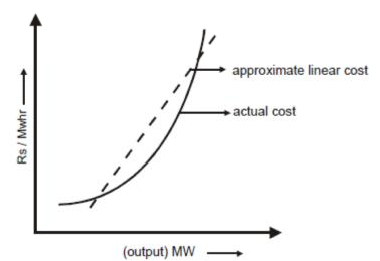 approximate linear cost
actual cost
Rs / Mwhr
(output) MW